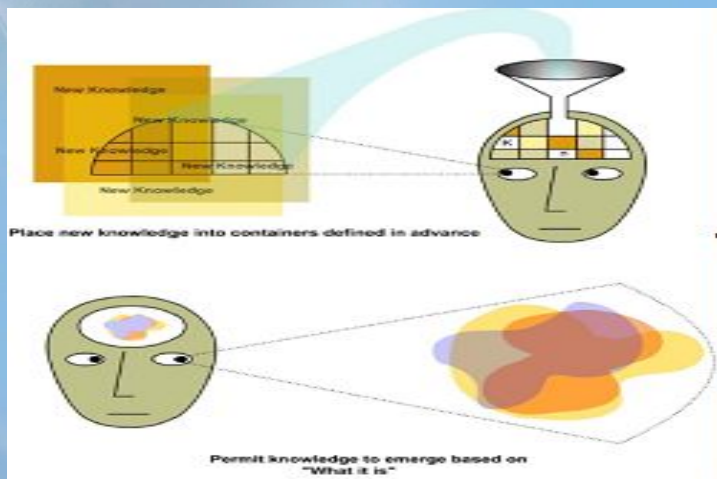 New Knowledge
New Knowledge
New Knowledge
New Knowledge
New Knowledge
K
Place new knowledge into containers defined in advance
Permit knowledge to emerge based on
"What it is"